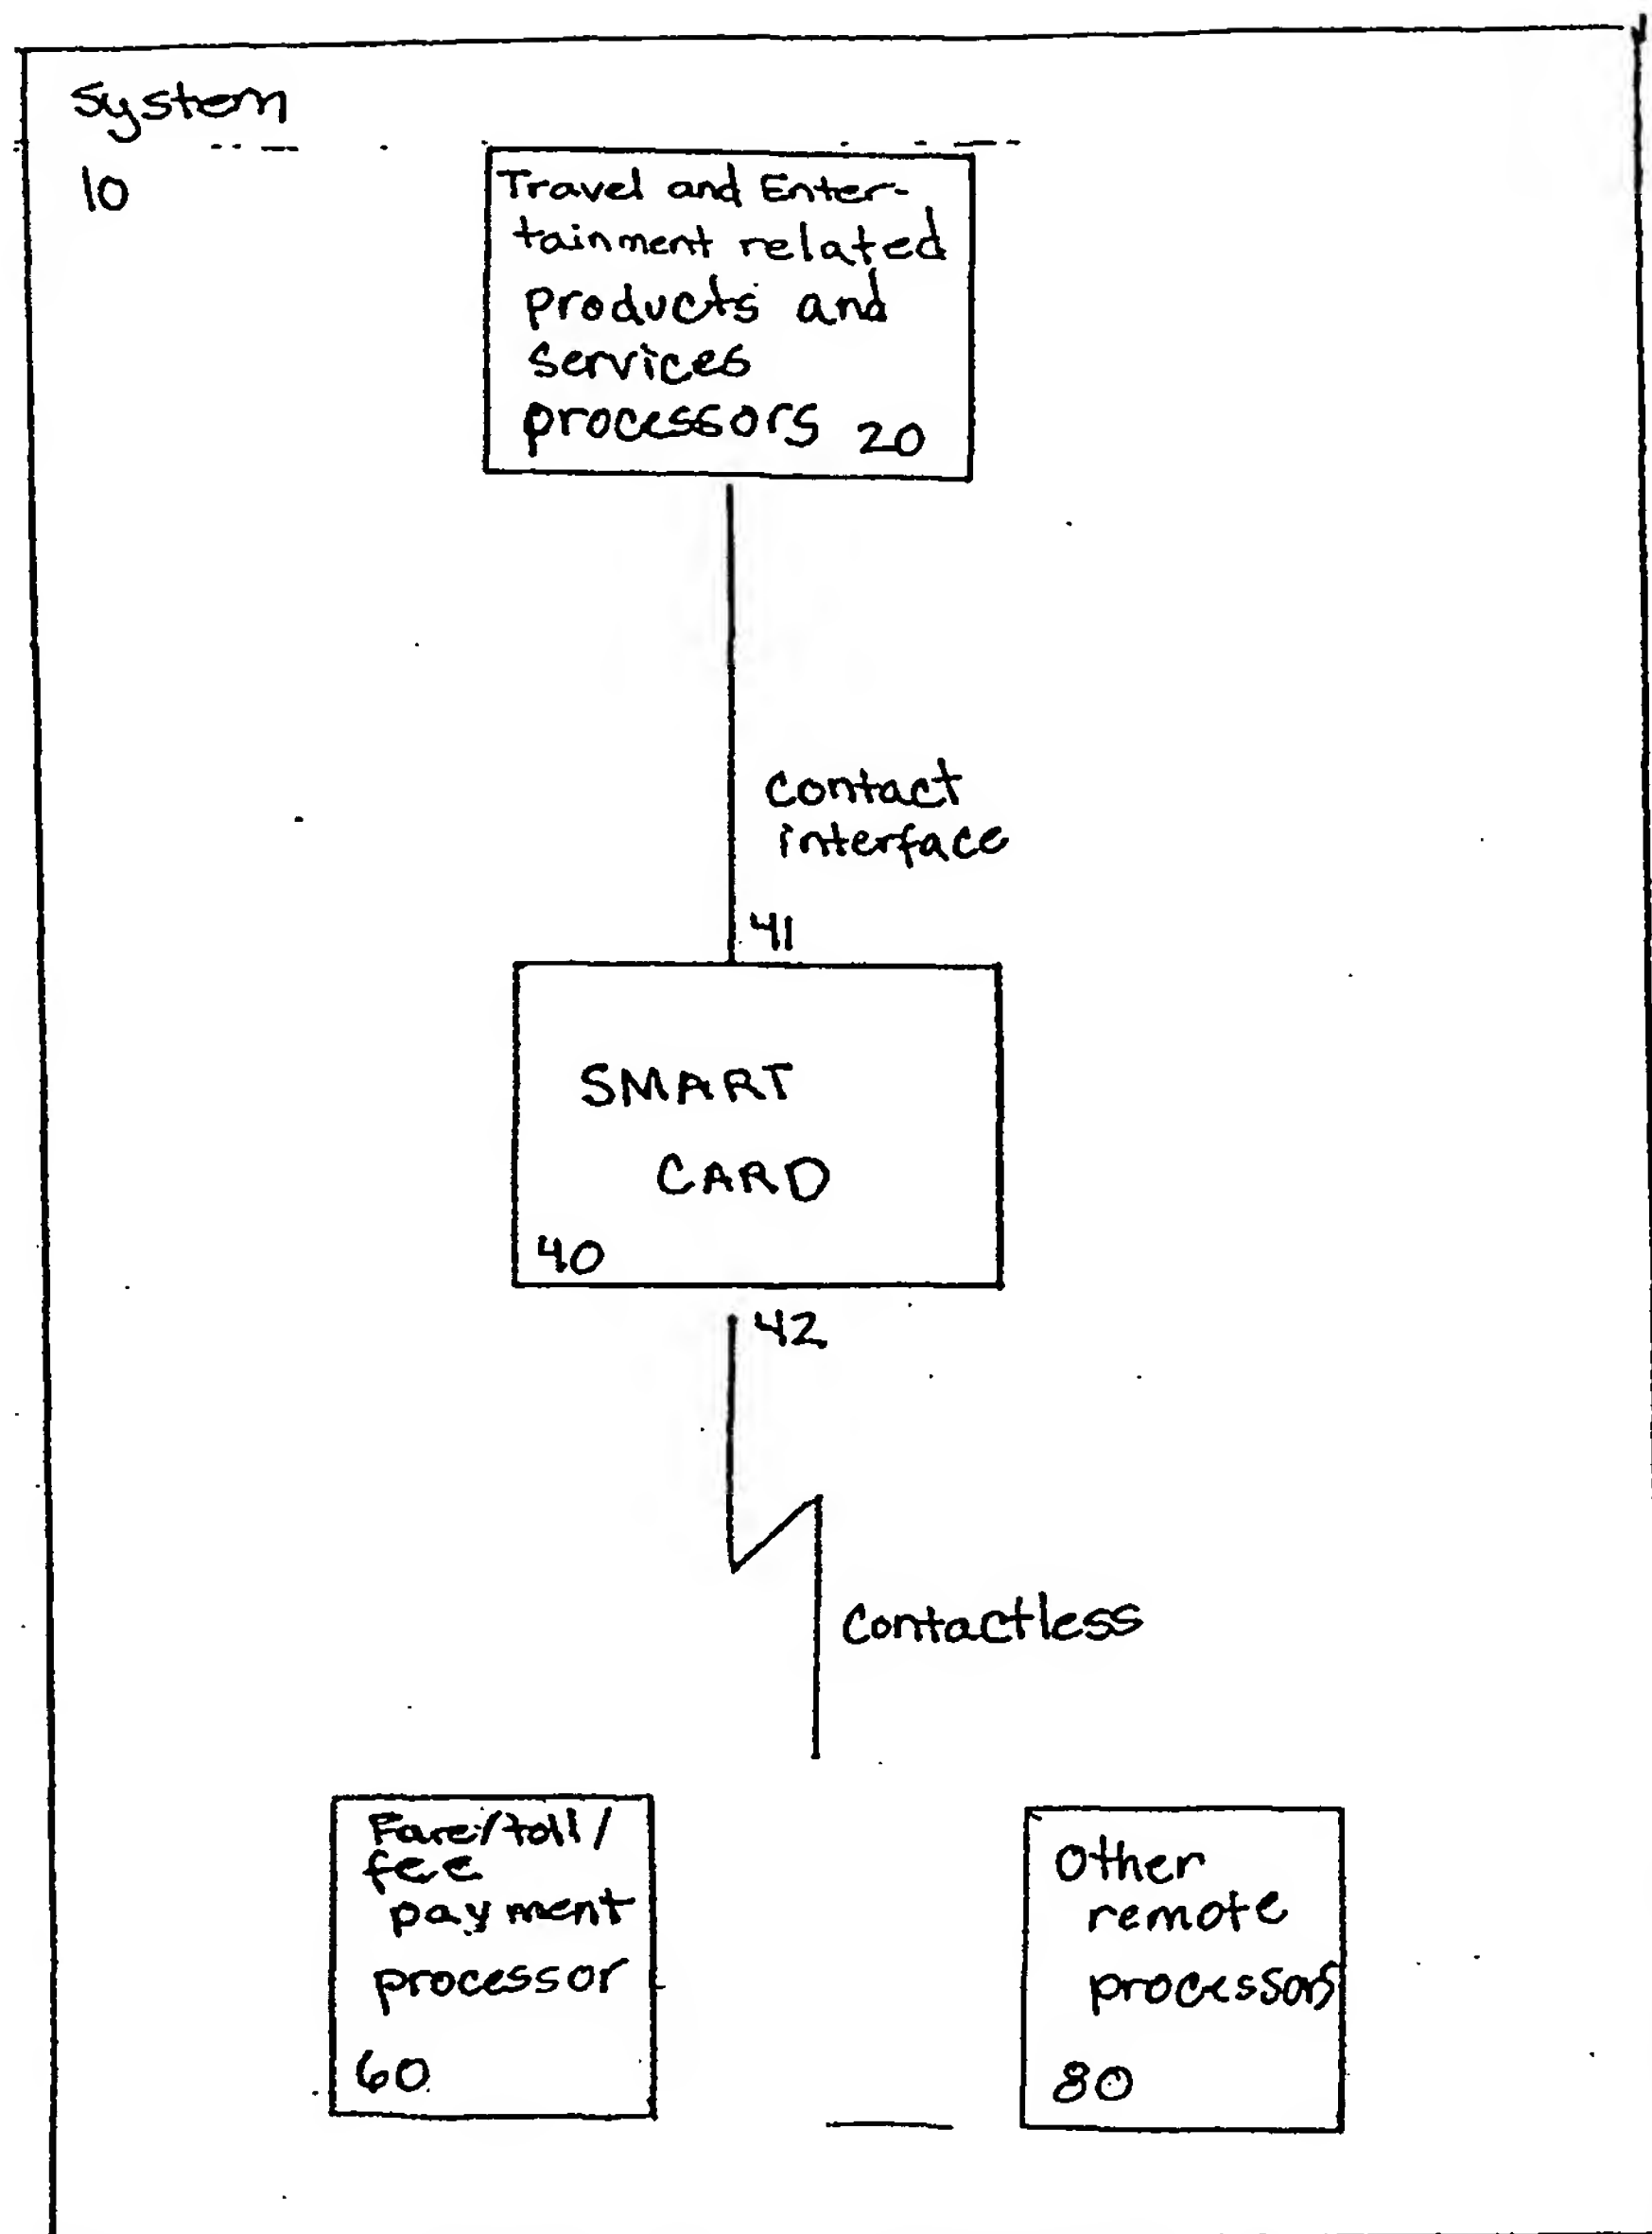 System
10
Travel and Enter-
tainment related
products and
services
processors 20
Contact
interface
41
SMART
CARD
40
42
Contactless
Fare/toll/
fee
payment
processor
60
Other
remote
processors
80